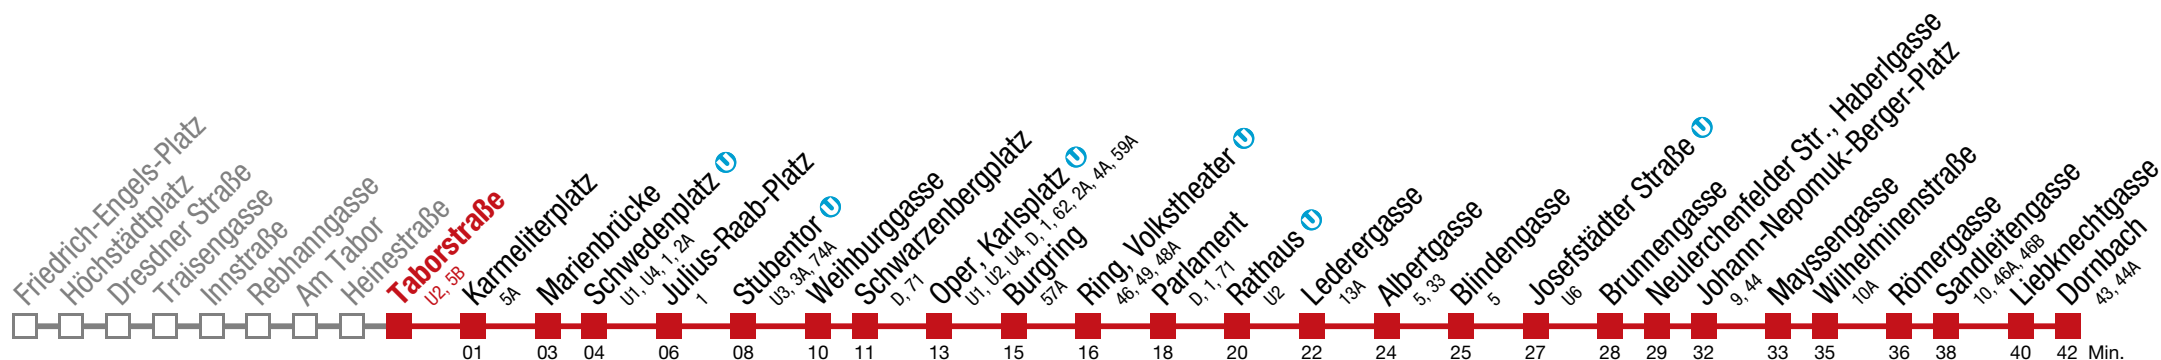 Friedrich-Engels-Platz
Höchstädtplatz
Dresdner Straße
Traisengasse
Innstraße
Rebhanngasse
Am Tabor
Heinestraße
Taborstraße
U2, 5B
Karmeliterplatz
5A
Marienbrücke
Schwedenplatz U
U1, U4, 1, 2A
Julius-Raab-Platz
1
Stubentor U
U3, 3A, 74A
Weihburggasse
Schwarzenbergplatz
D, 71
Oper, Karlsplatz U
U1, U2, U4, D, 1, 62, 2A, 4A, 59A
Burgring
57A
Ring, Volkstheater U
46, 49, 48A
Parlament
D, 1, 71
Rathaus U
U2
Lederergasse
13A
Albertgasse
5, 33
Blindengasse
5
Josefstädter Straße U
U6
Brunnengasse
Neulerchenfelder Str., Haberlgasse
Johann-Nepomuk-Berger-Platz
9, 44
Mayssengasse
Wilhelminenstraße
10A
Römergasse
Sandleitengasse
10, 46A, 46B
Liebknechtgasse
Dornbach
43, 44A
01 03 04 06 08 10 11 13 15 16 18 20 22 24 25 27 28 29 32 33 35 36 38 40 42 Min.